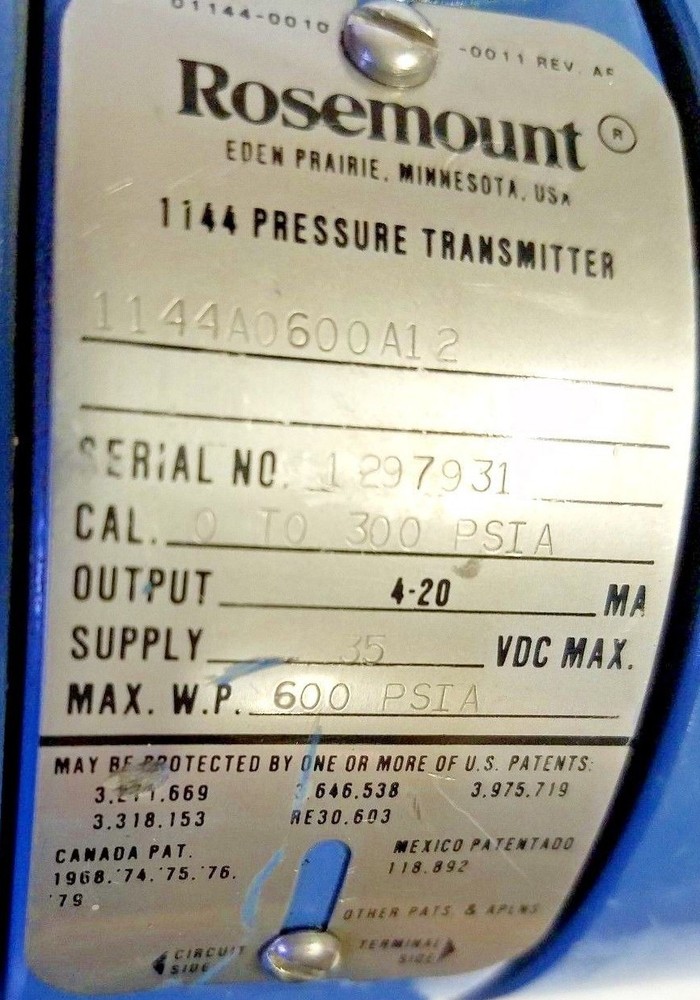 01144-0010 -0011 REV.
Rosemount ®
EDEN PRAIRIE, MINNESOTA, USA
1144 PRESSURE TRANSMITTER
1144A0600A12
SERIAL NO. 1297931
CAL. 0 TO 300 PSIA
OUTPUT 4-20 MA
SUPPLY 35 VDC MAX.
MAX. W.P. 600 PSIA
MAY BE PROTECTED BY ONE OR MORE OF U.S. PATENTS:
3.646.538 3.975.719
3.318.153 RE30.603
CANADA PAT. MEXICO PATENTADO
1968.'74.'75.'76. 118.892
'79
OTHER PATS. & APLNS
CIRCUIT SIDE TERMINAL SIDE